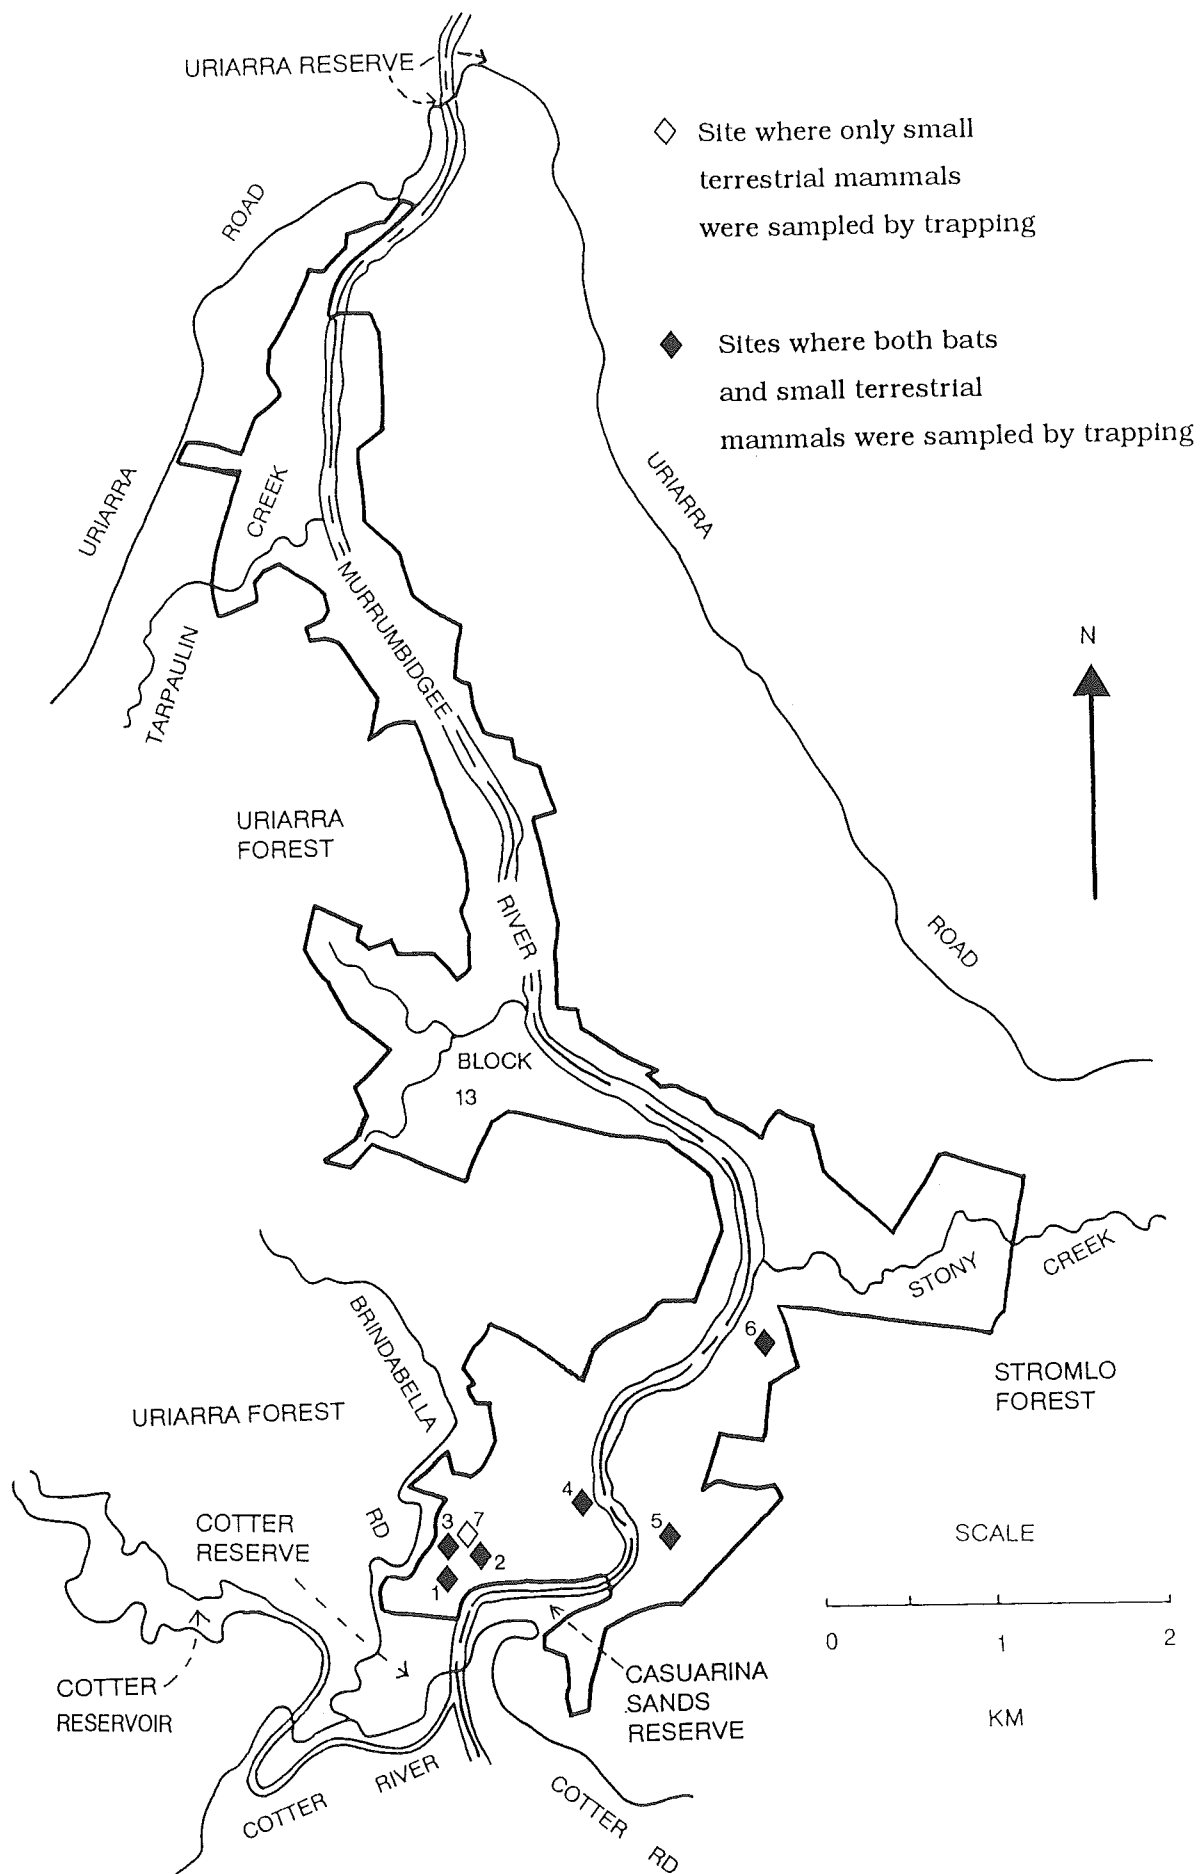 URIARRA RESERVE
Site where only small
terrestrial mammals
were sampled by trapping
ROAD
Sites where both bats
and small terrestrial
mammals were sampled by trapping
URIARRA
CREEK
URIARRA
MURRUMBIDGEE
TARPAULIN
N
URIARRA
FOREST
RIVER
ROAD
BLOCK
13
STONY
CREEK
BRINDABELLA
6
STROMLO
FOREST
URIARRA FOREST
4
RD
COTTER
RESERVE
3
7
5
SCALE
2
1
0
1
2
COTTER
RESERVOIR
CASUARINA
SANDS
RESERVE
KM
RIVER
COTTER
COTTER
RD